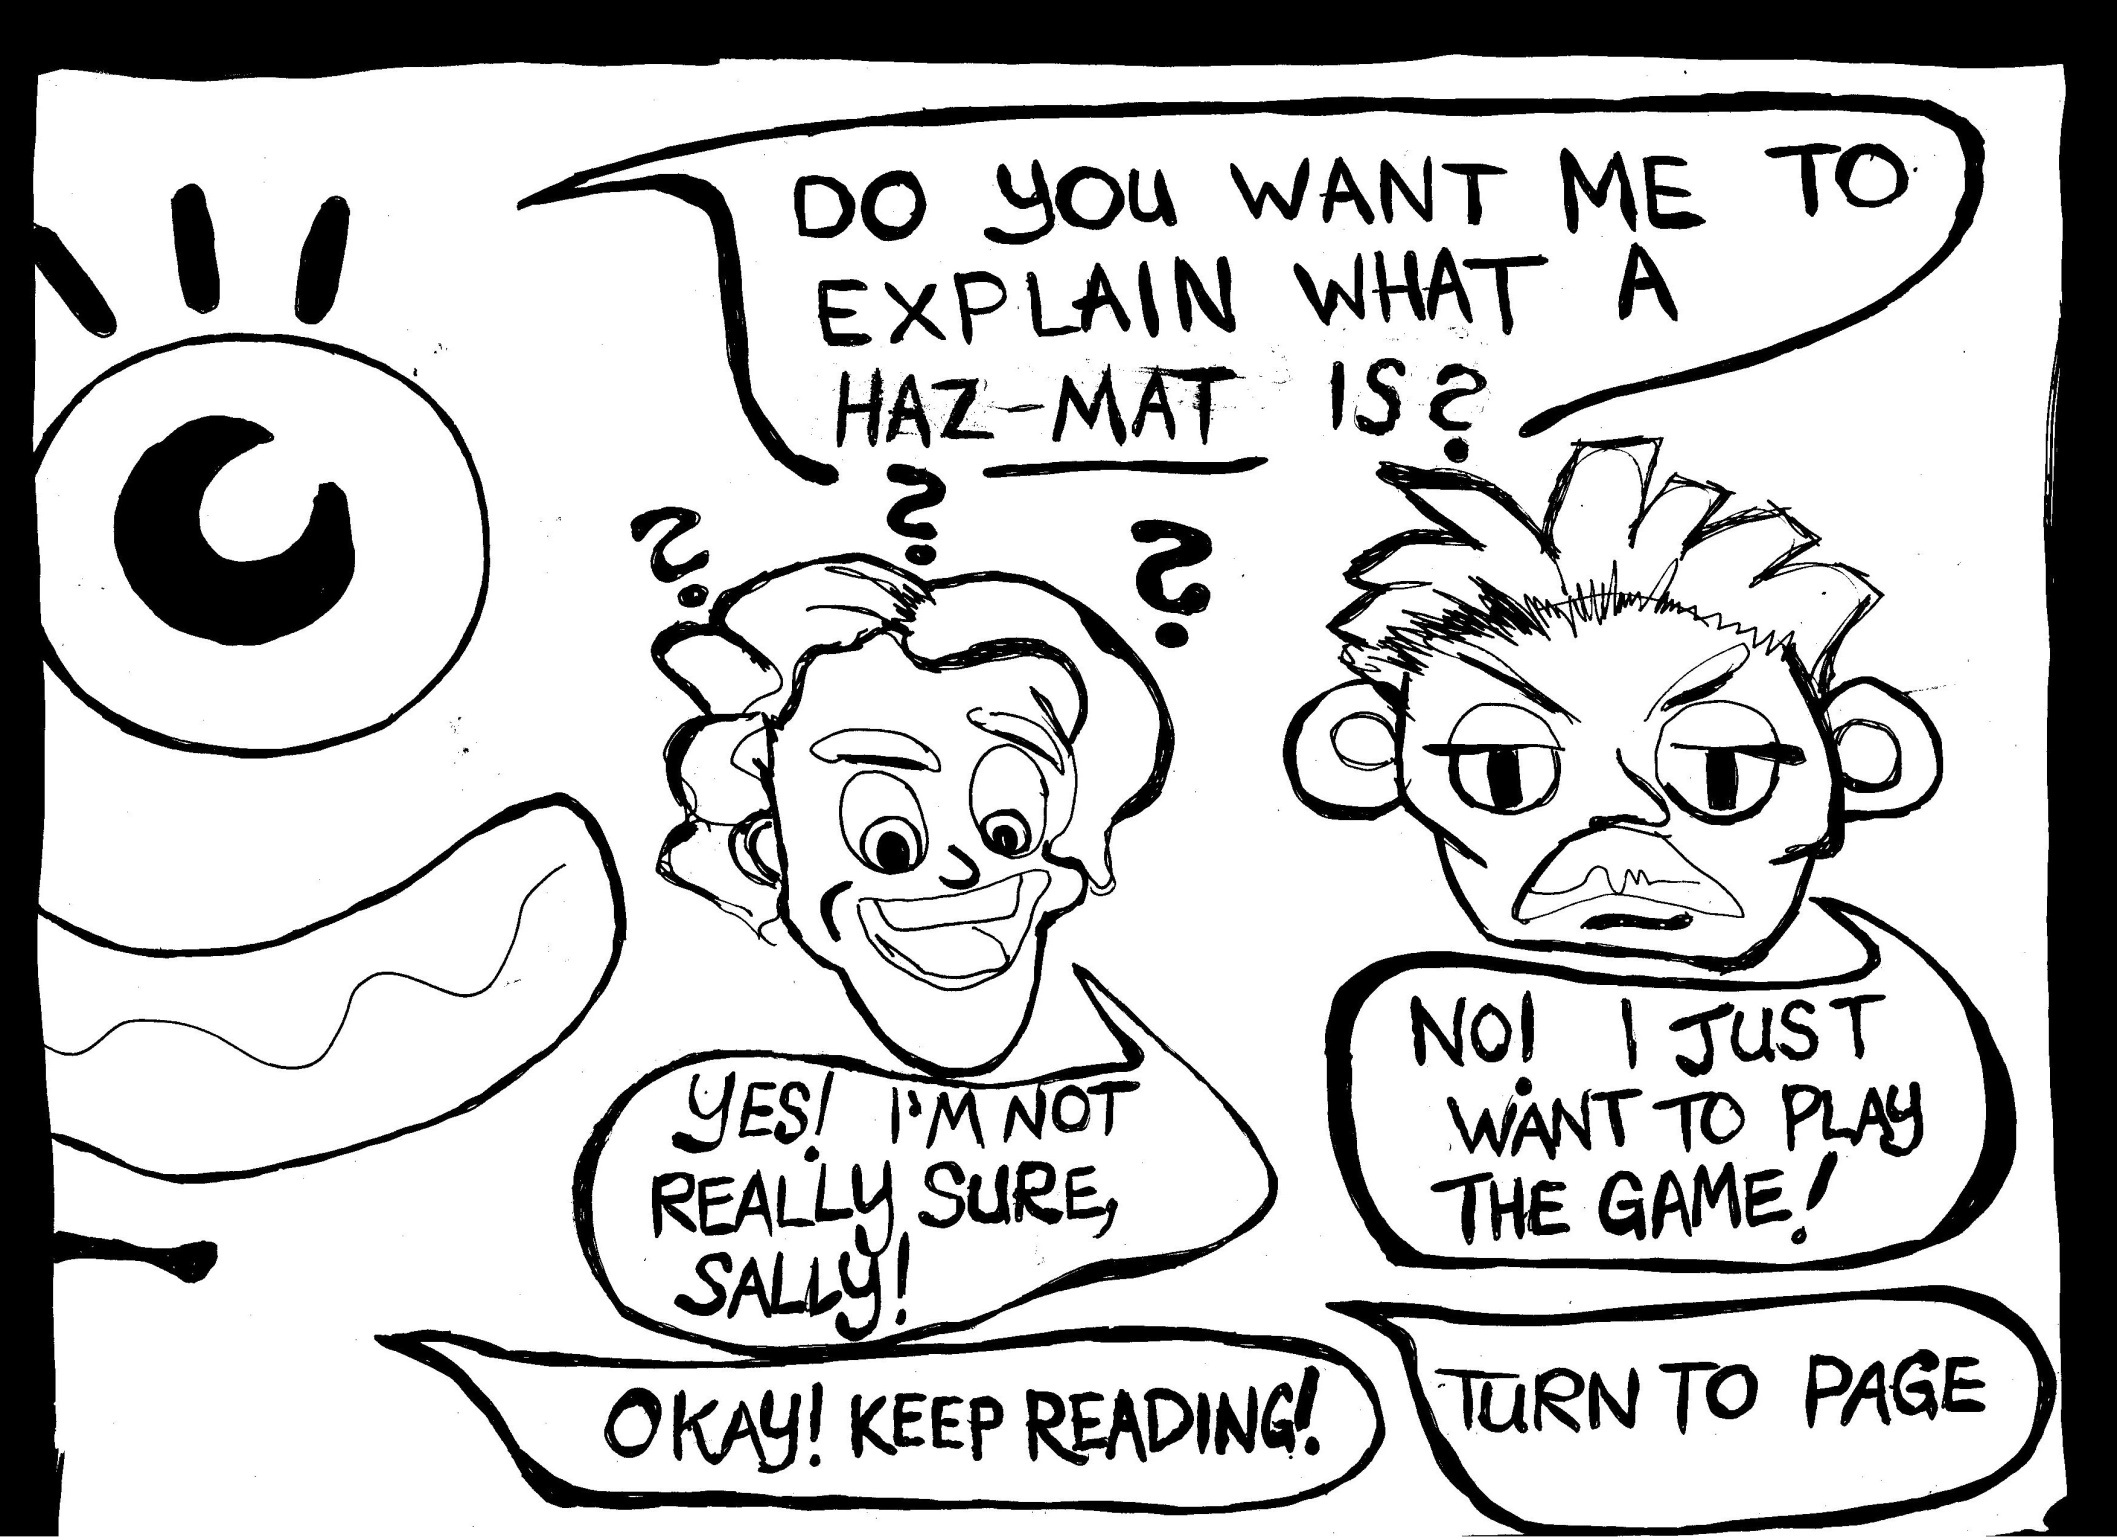 DO YOU WANT ME TO
EXPLAIN WHAT A
HAZ-MAT IS?
? ? ?
YES! I'M NOT
REALLY SURE,
SALLY!
NO! I JUST
WANT TO PLAY
THE GAME!
OKAY! KEEP READING!
TURN TO PAGE